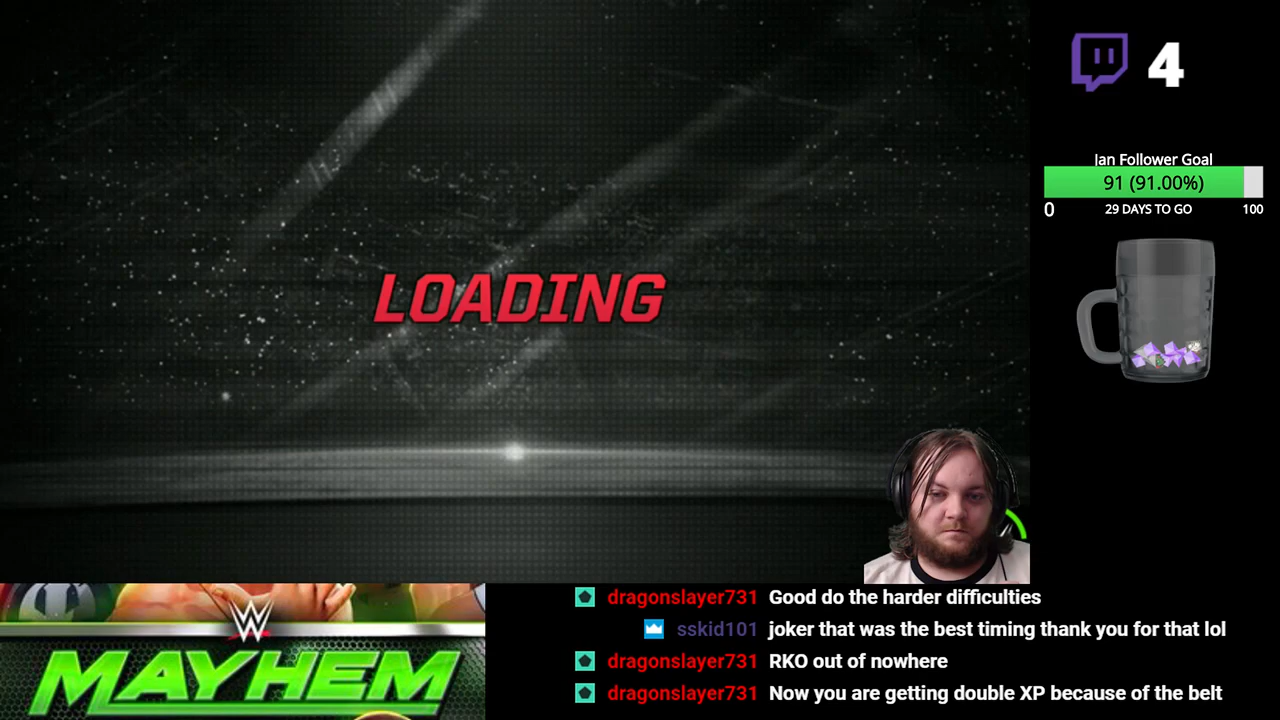 4
Jan Follower Goal
91 (91.00%)
0 29 DAYS TO GO 100
LOADING
W
MAYHEM
dragonslayer731 Good do the harder difficulties
sskid101 joker that was the best timing thank you for that lol
dragonslayer731 RKO out of nowhere
dragonslayer731 Now you are getting double XP because of the belt